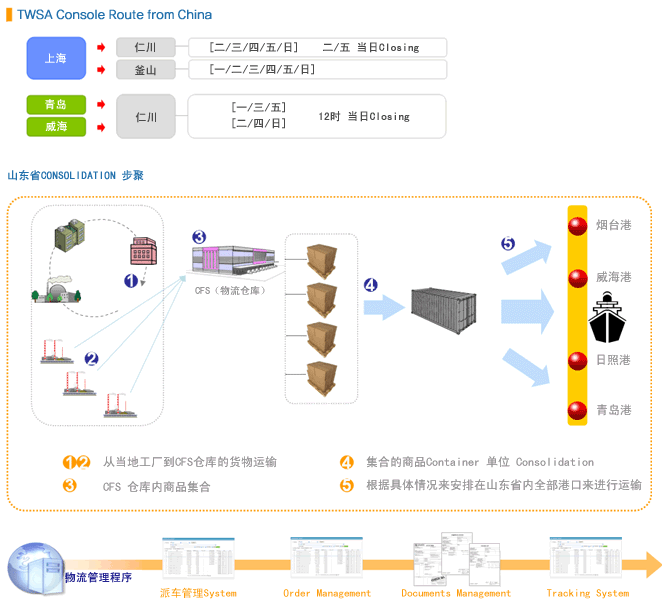 TWSA Console Route from China
上海
仁川
[二/三/四/五/日] 二/五 当日Closing
釜山
[一/二/三/四/五/日]
青岛
威海
仁川
[一/三/五]
[二/四/日]
12时 当日Closing
山东省CONSOLIDATION 步聚
1
2
3
CFS（物流仓库）
4
5
烟台港
威海港
日照港
青岛港
12 从当地工厂到CFS仓库的货物运输
3 CFS 仓库内商品集合
4 集合的商品Container 单位 Consolidation
5 根据具体情况来安排在山东省内全部港口来进行运输
物流管理程序
派车管理System
Order Management
Documents Management
Tracking System